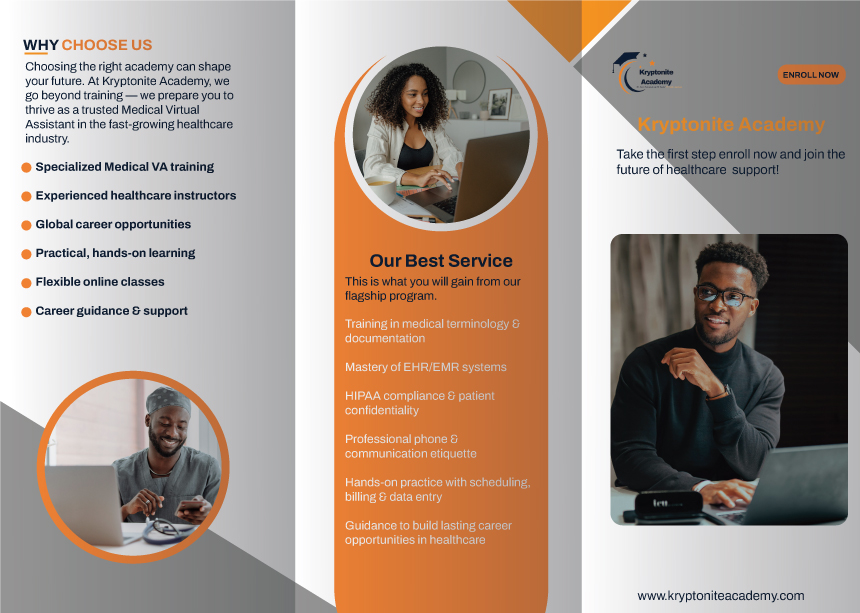 WHY CHOOSE US
Choosing the right academy can shape
your future. At Kryptonite Academy, we
go beyond training — we prepare you to
thrive as a trusted Medical Virtual
Assistant in the fast-growing healthcare
industry.
Specialized Medical VA training
Experienced healthcare instructors
Global career opportunities
Practical, hands-on learning
Flexible online classes
Career guidance & support
Our Best Service
This is what you will gain from our
flagship program.
Training in medical terminology &
documentation
Mastery of EHR/EMR systems
HIPAA compliance & patient
confidentiality
Professional phone &
communication etiquette
Hands-on practice with scheduling,
billing & data entry
Guidance to build lasting career
opportunities in healthcare
Kryptonite
Academy
ENROLL NOW
Kryptonite Academy
Take the first step enroll now and join the
future of healthcare support!
www.kryptoniteacademy.com